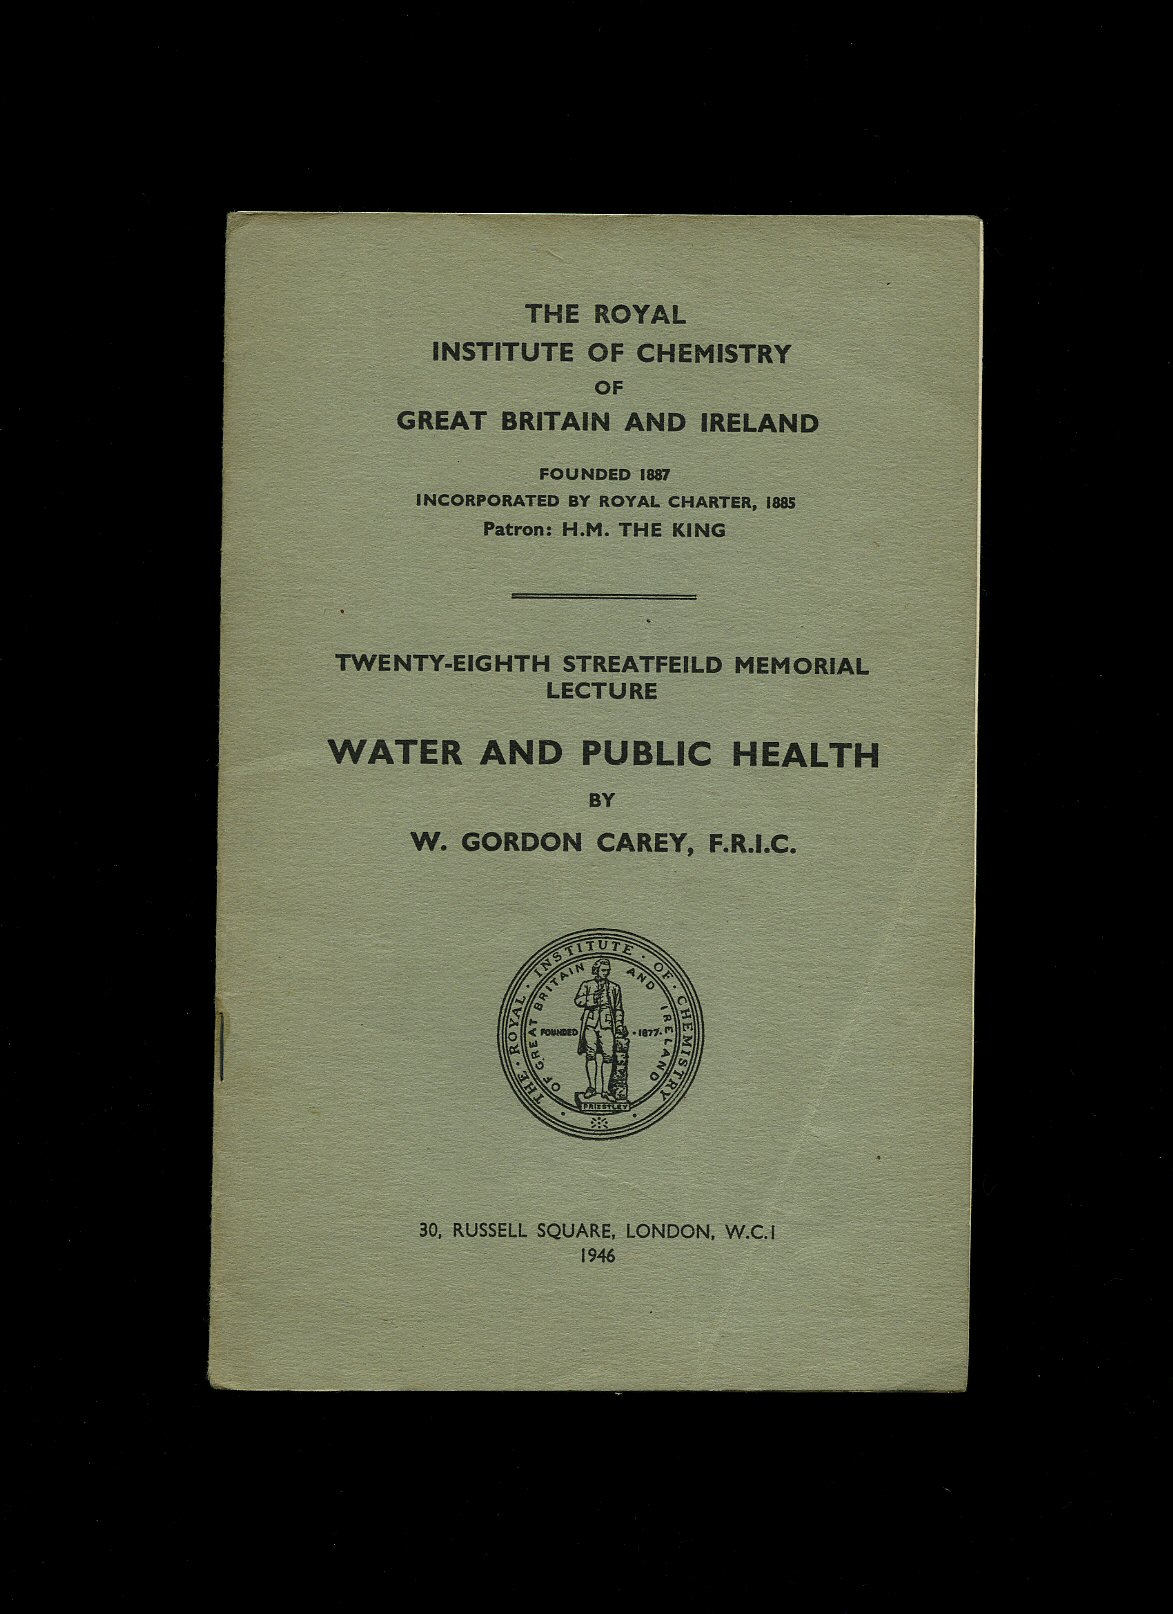 THE ROYAL
INSTITUTE OF CHEMISTRY
OF
GREAT BRITAIN AND IRELAND
FOUNDED 1887
INCORPORATED BY ROYAL CHARTER, 1885
Patron: H.M. THE KING
TWENTY-EIGHTH STREATFEILD MEMORIAL
LECTURE
WATER AND PUBLIC HEALTH
BY
W. GORDON CAREY, F.R.I.C.
THE · ROYAL · INSTITUTE · OF · CHEMISTRY
OF GREAT BRITAIN AND IRELAND
FOUNDED · 1877 ·
PRIESTLEY
30, RUSSELL SQUARE, LONDON, W.C.1
1946